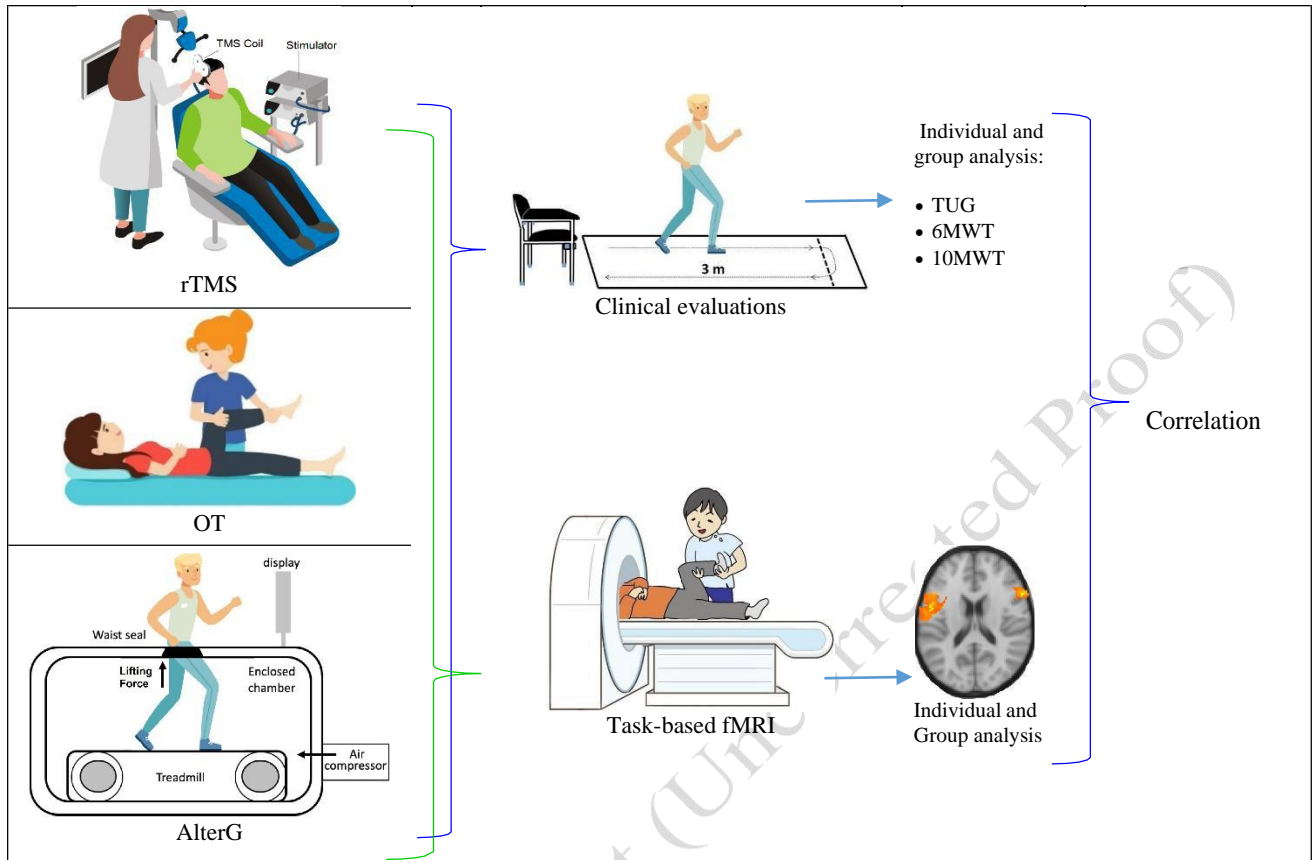 TMS Coil
Stimulator
rTMS
OT
display
Waist seal
Lifting
Force
Enclosed
chamber
Air
compressor
Treadmill
AlterG
3 m
Clinical evaluations
Individual and
group analysis:
• TUG
• 6MWT
• 10MWT
Task-based fMRI
Individual and
Group analysis
Correlation